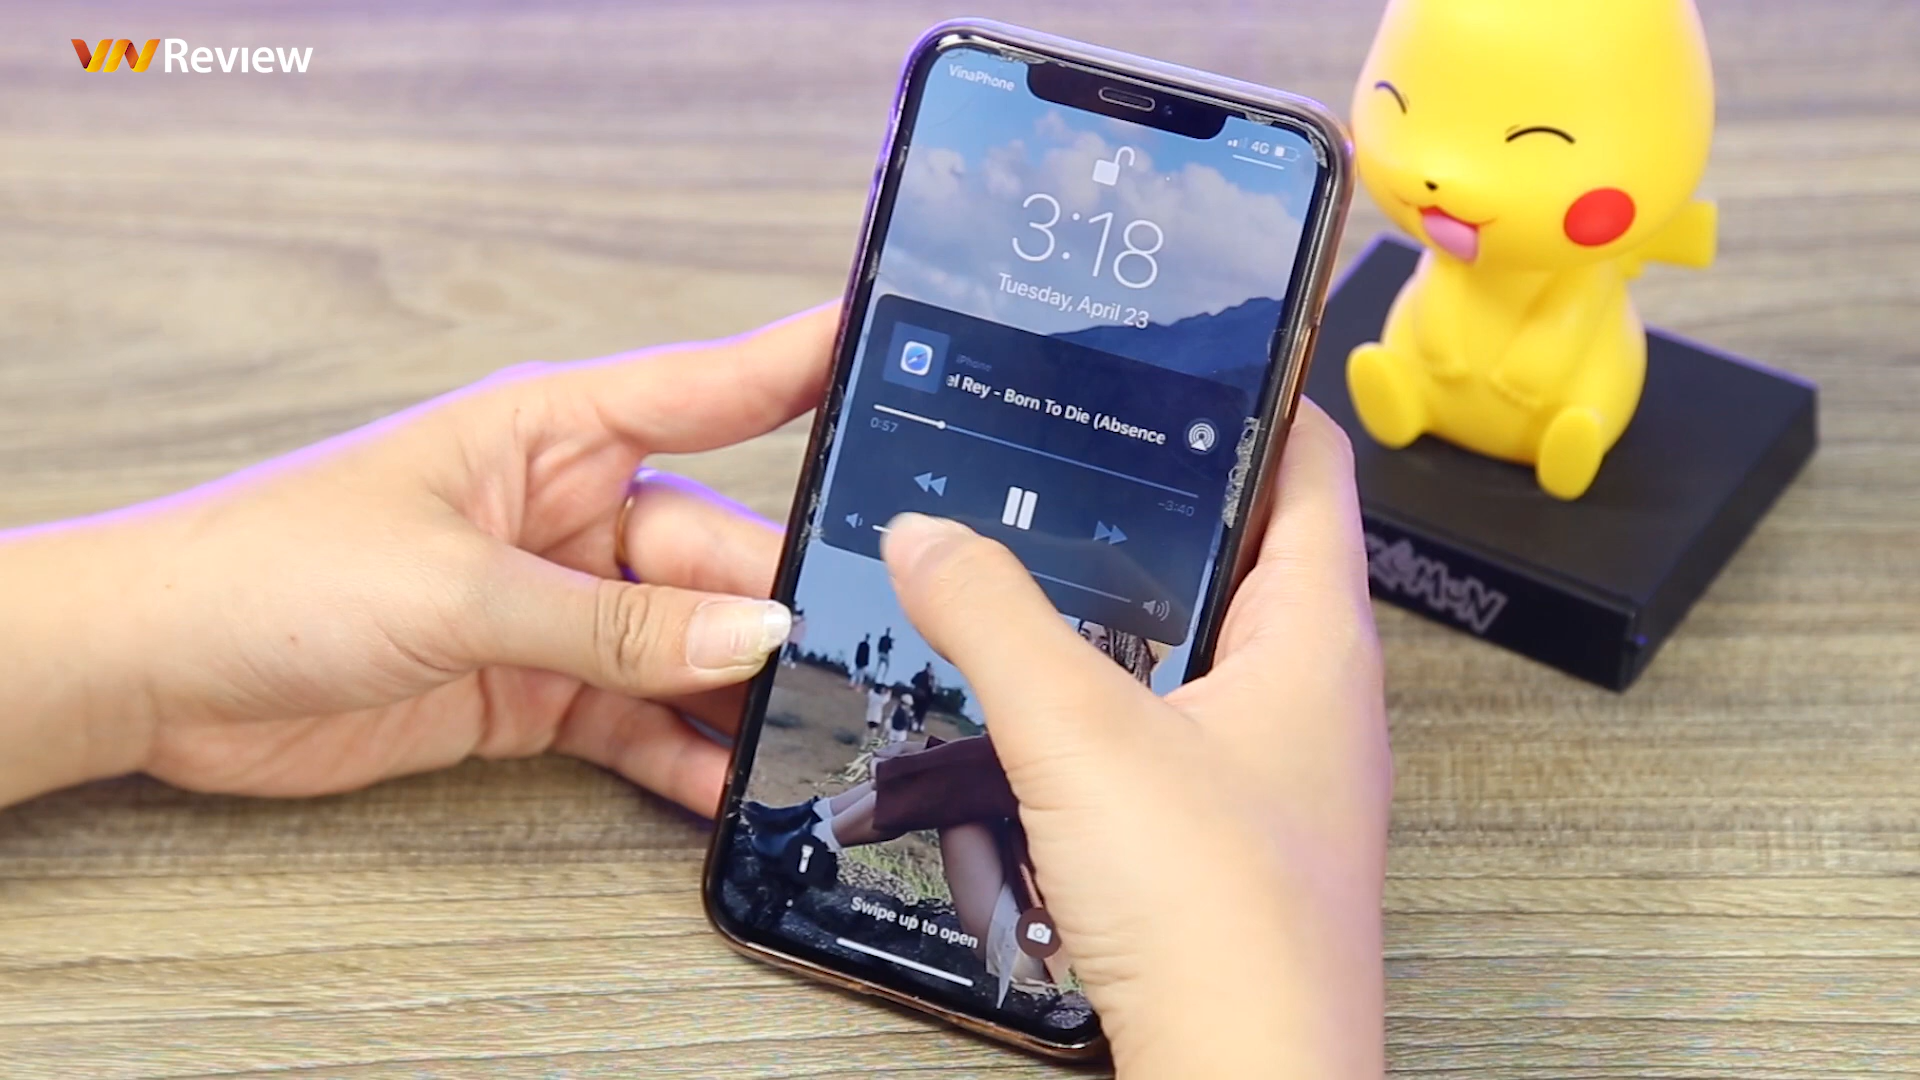 VNReview
VinaPhone
4G
3:18
Tuesday, April 23
iPhone
el Rey - Born To Die (Absence
0:57
-3:40
Swipe up to open
POKéMON